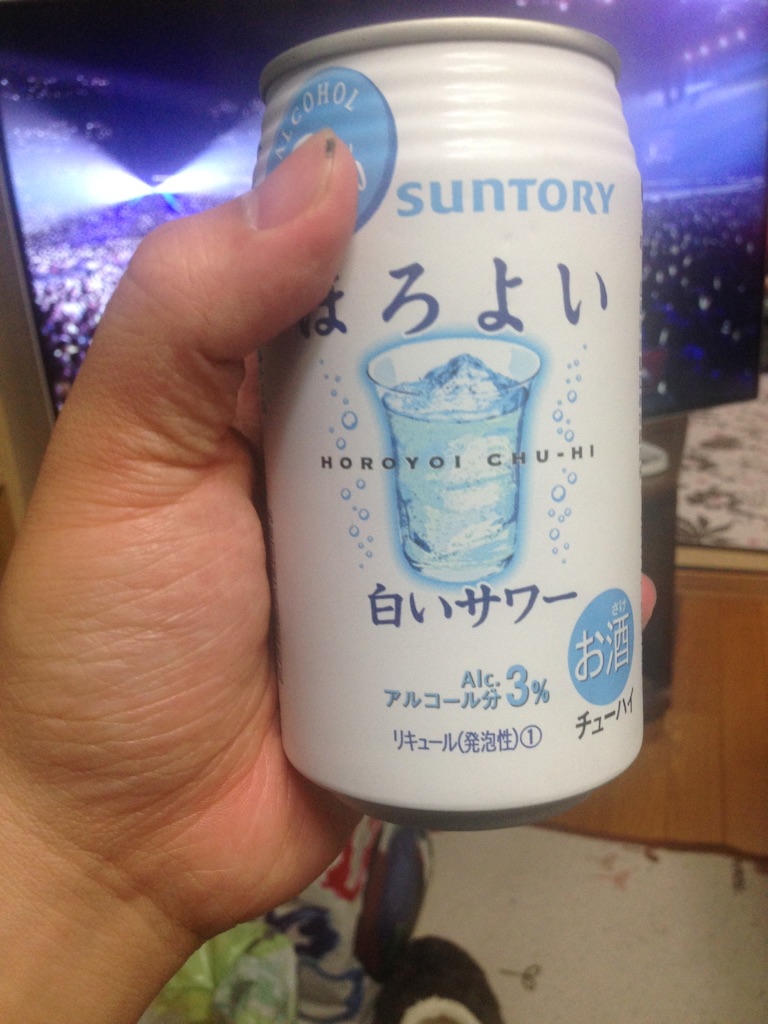 ALCOHOL
SUNTORY
ほろよい
HOROYOI CHU-HI
白いサワー
さけ
お酒
チューハイ
Alc.
アルコール分3%
リキュール(発泡性)①